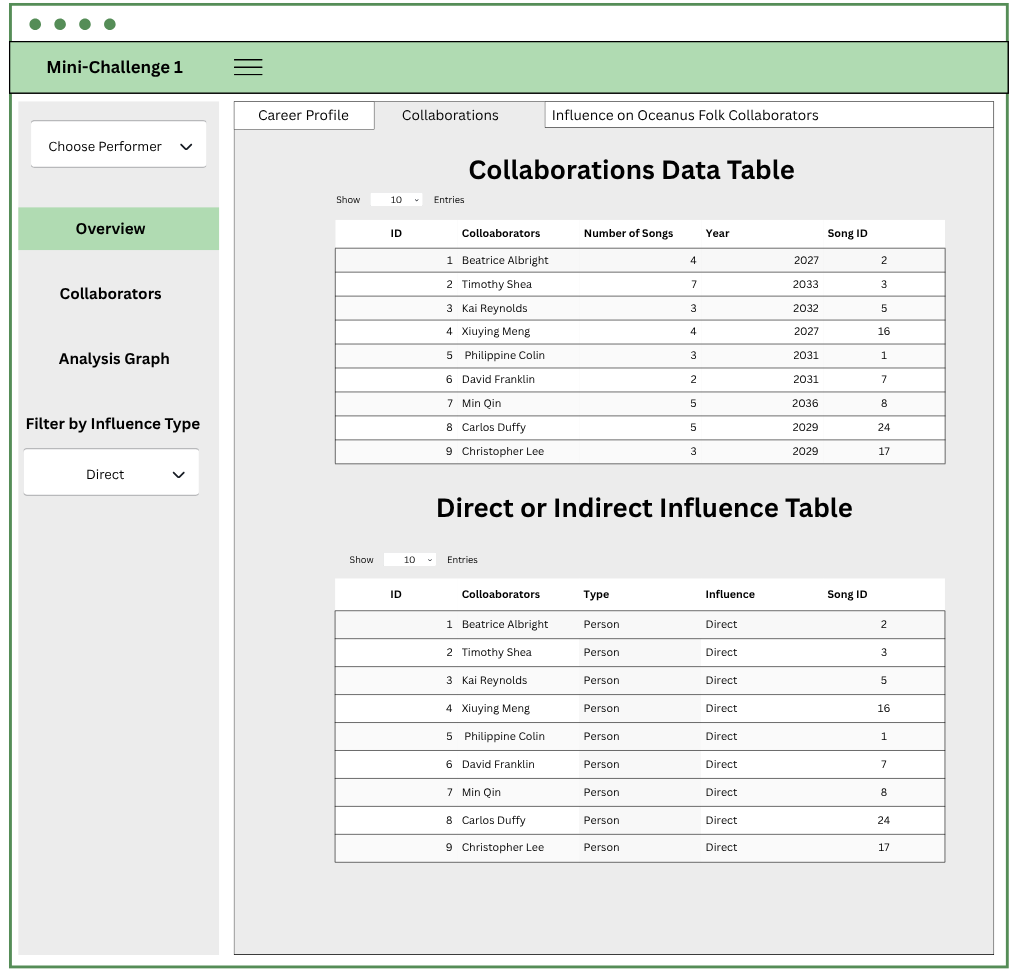 Mini-Challenge 1
Choose Performer
Overview
Collaborators
Analysis Graph
Filter by Influence Type
Direct
Career Profile Collaborations Influence on Oceanus Folk Collaborators
Collaborations Data Table
Show 10 Entries
ID Colloaborators Number of Songs Year Song ID
1 Beatrice Albright 4 2027 2
2 Timothy Shea 7 2033 3
3 Kai Reynolds 3 2032 5
4 Xiuying Meng 4 2027 16
5 Philippine Colin 3 2031 1
6 David Franklin 2 2031 7
7 Min Qin 5 2036 8
8 Carlos Duffy 5 2029 24
9 Christopher Lee 3 2029 17
Direct or Indirect Influence Table
Show 10 Entries
ID Colloaborators Type Influence Song ID
1 Beatrice Albright Person Direct 2
2 Timothy Shea Person Direct 3
3 Kai Reynolds Person Direct 5
4 Xiuying Meng Person Direct 16
5 Philippine Colin Person Direct 1
6 David Franklin Person Direct 7
7 Min Qin Person Direct 8
8 Carlos Duffy Person Direct 24
9 Christopher Lee Person Direct 17